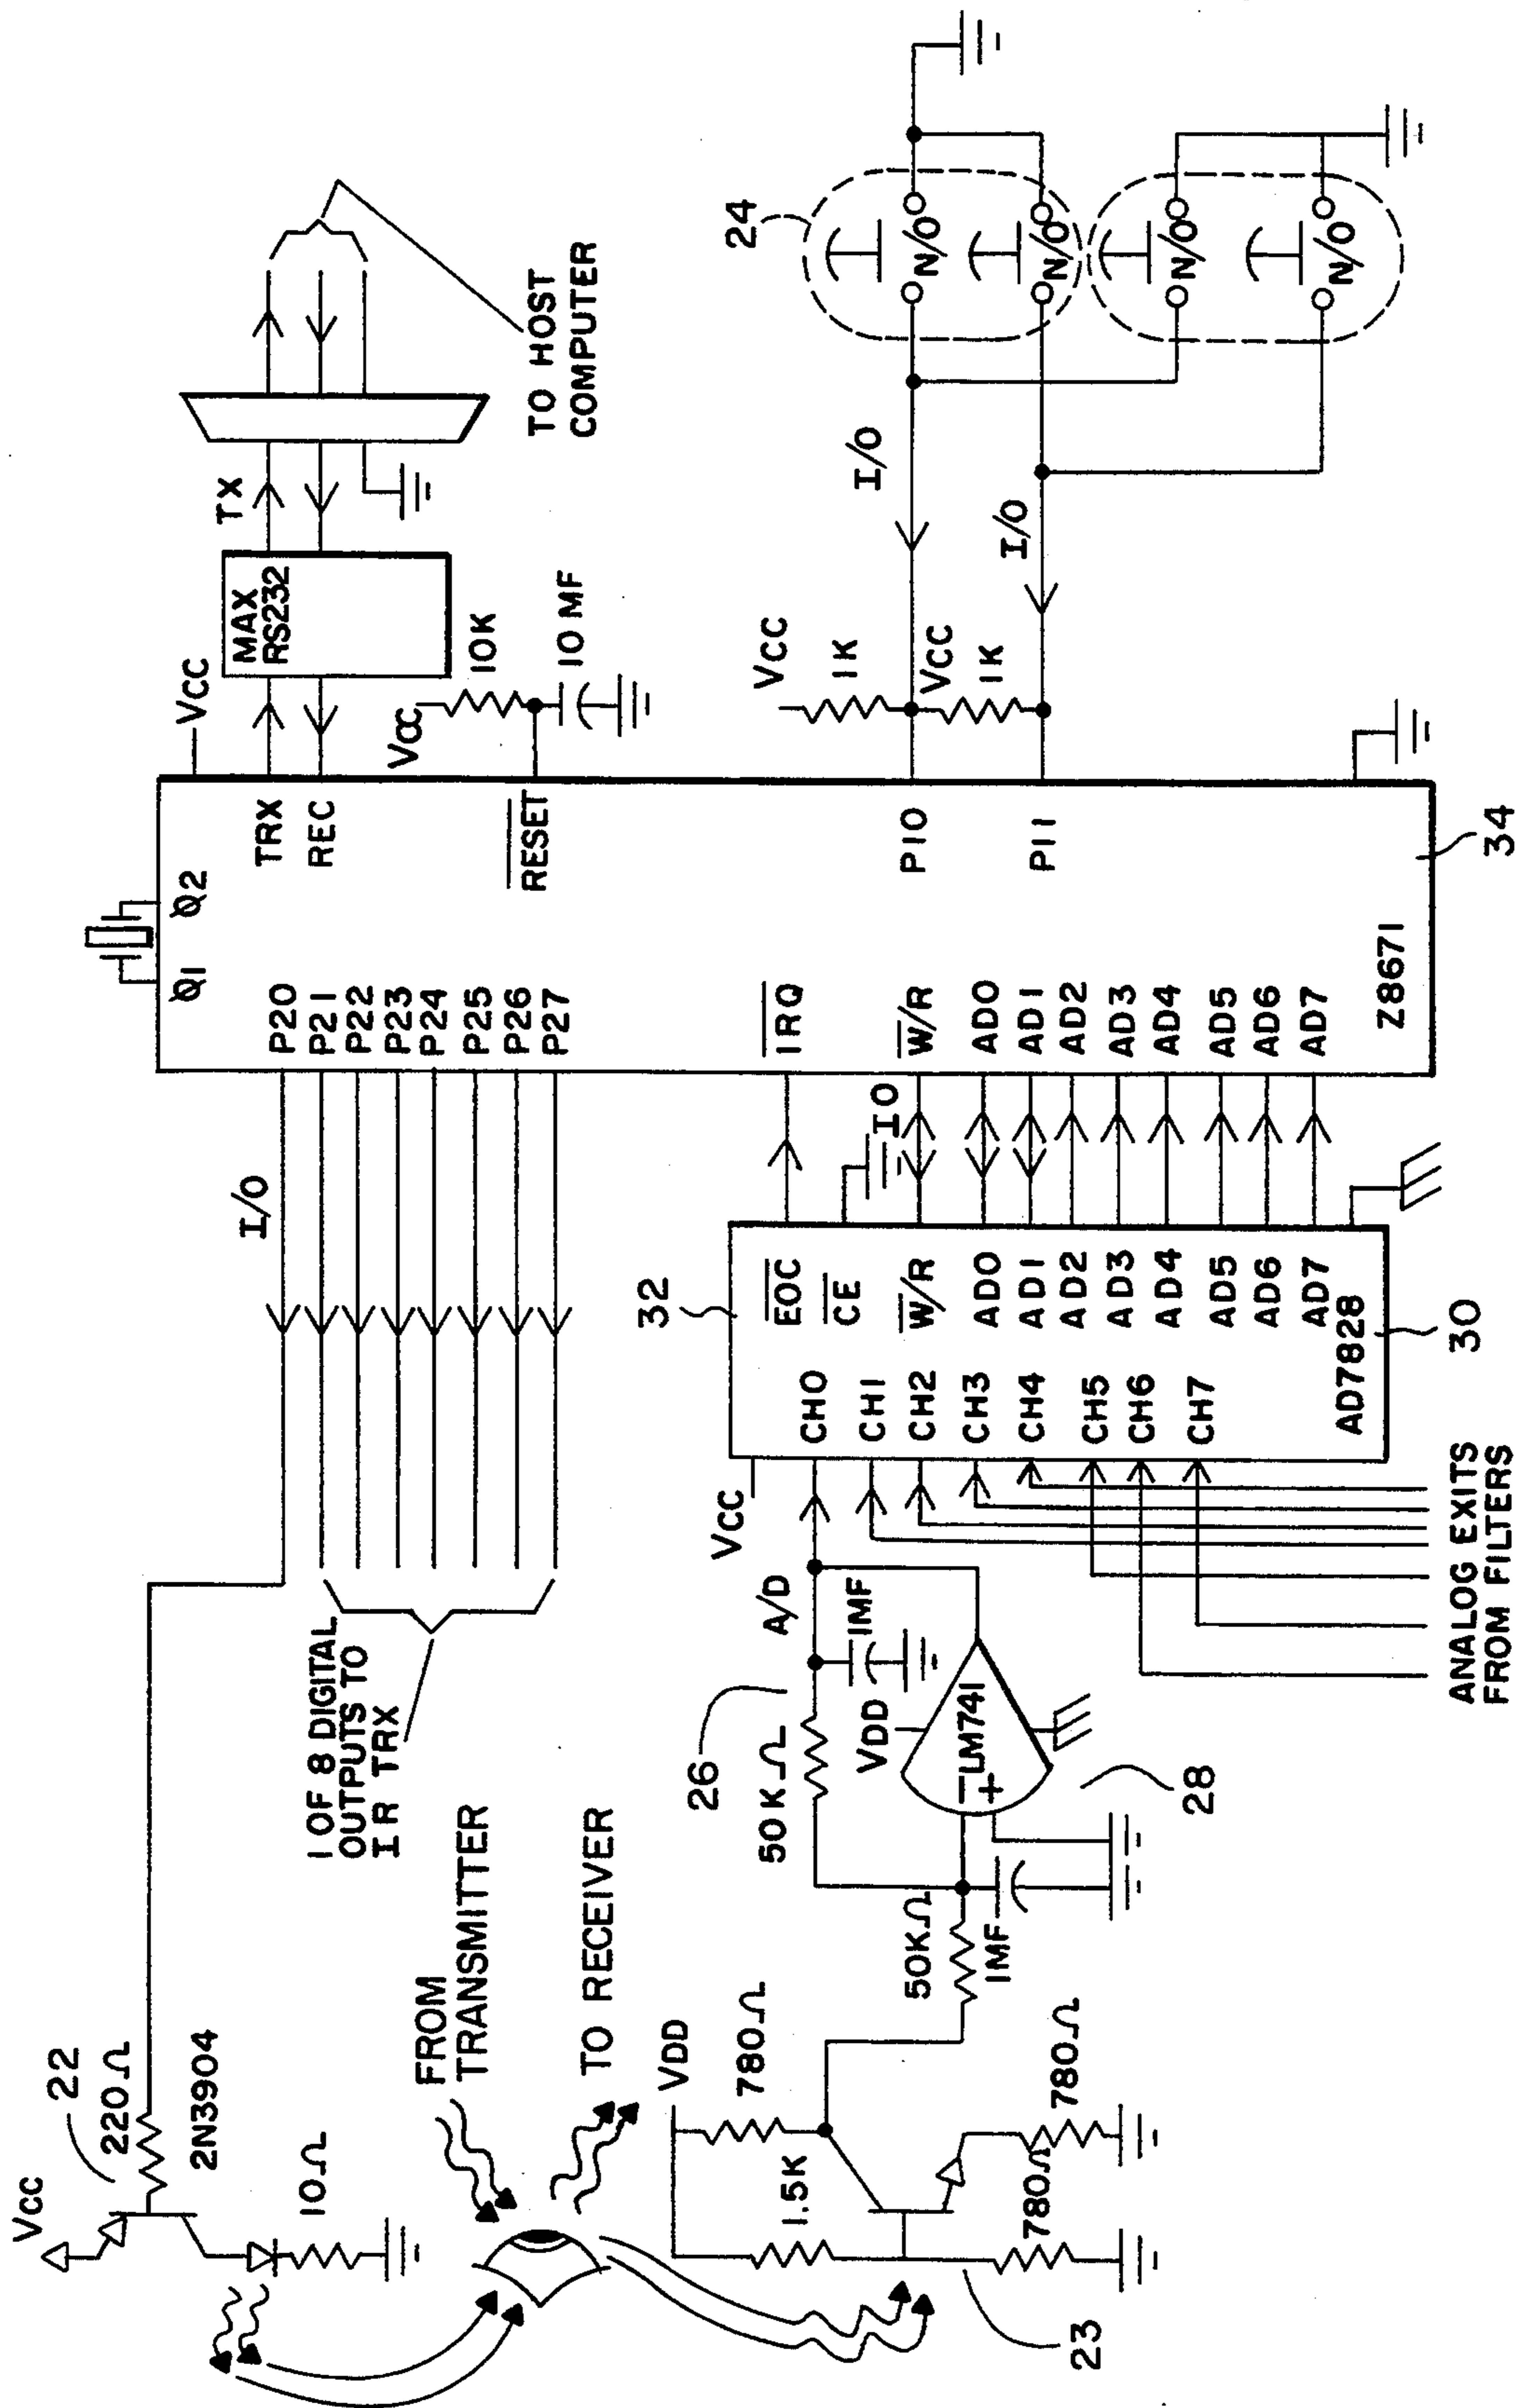 VCC
22
220Ω
2N3904
10Ω
I/O
1 OF 8 DIGITAL
OUTPUTS TO
I R TRX
FROM
TRANSMITTER
TO RECEIVER
VDD
780Ω
1.5K
780Ω
780Ω
23
50KΩ
1MF
26
50KΩ
A/D
1MF
VDD
LM741
−
+
28
VCC
32
CH0
CH1
CH2
CH3
CH4
CH5
CH6
CH7
EOC
CE
W/R
AD0
AD1
AD2
AD3
AD4
AD5
AD6
AD7
AD7828
30
ANALOG EXITS
FROM FILTERS
IO
Φ1
Φ2
P20
P21
P22
P23
P24
P25
P26
P27
IRQ
W/R
AD0
AD1
AD2
AD3
AD4
AD5
AD6
AD7
TRX
REC
RESET
P10
P11
Z8671
34
VCC
MAX
RS232
TX
TO HOST
COMPUTER
VCC
10K
10 MF
VCC
1K
VCC
1K
I/O
I/O
24
N/O
N/O
N/O
N/O